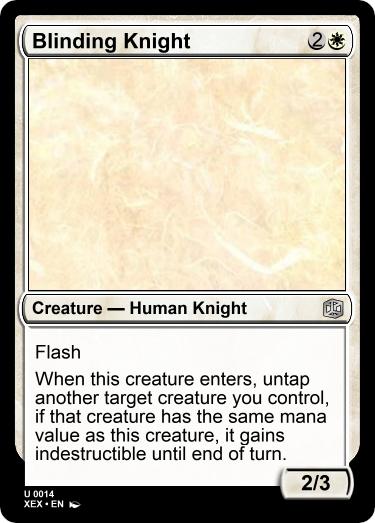 Blinding Knight 2
Creature — Human Knight
Flash
When this creature enters, untap
another target creature you control,
if that creature has the same mana
value as this creature, it gains
indestructible until end of turn.
2/3
U 0014
XEX • EN